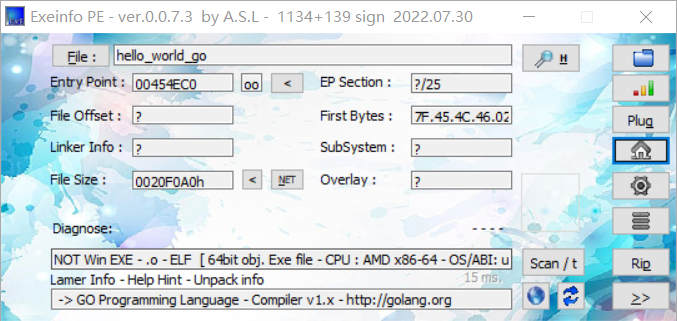 Exeinfo PE - ver.0.0.7.3 by A.S.L - 1134+139 sign 2022.07.30
File : hello_world_go H
Entry Point : 00454EC0 oo < EP Section : ?/25
File Offset : ? First Bytes : 7F.45.4C.46.02 Plug
Linker Info : ? SubSystem : ?
File Size : 0020F0A0h < NET Overlay : ?
Diagnose: ----
NOT Win EXE - .o - ELF [ 64bit obj. Exe file - CPU : AMD x86-64 - OS/ABI: u Scan / t Rip
Lamer Info - Help Hint - Unpack info 15 ms.
-> GO Programming Language - Compiler v1.x - http://golang.org >>